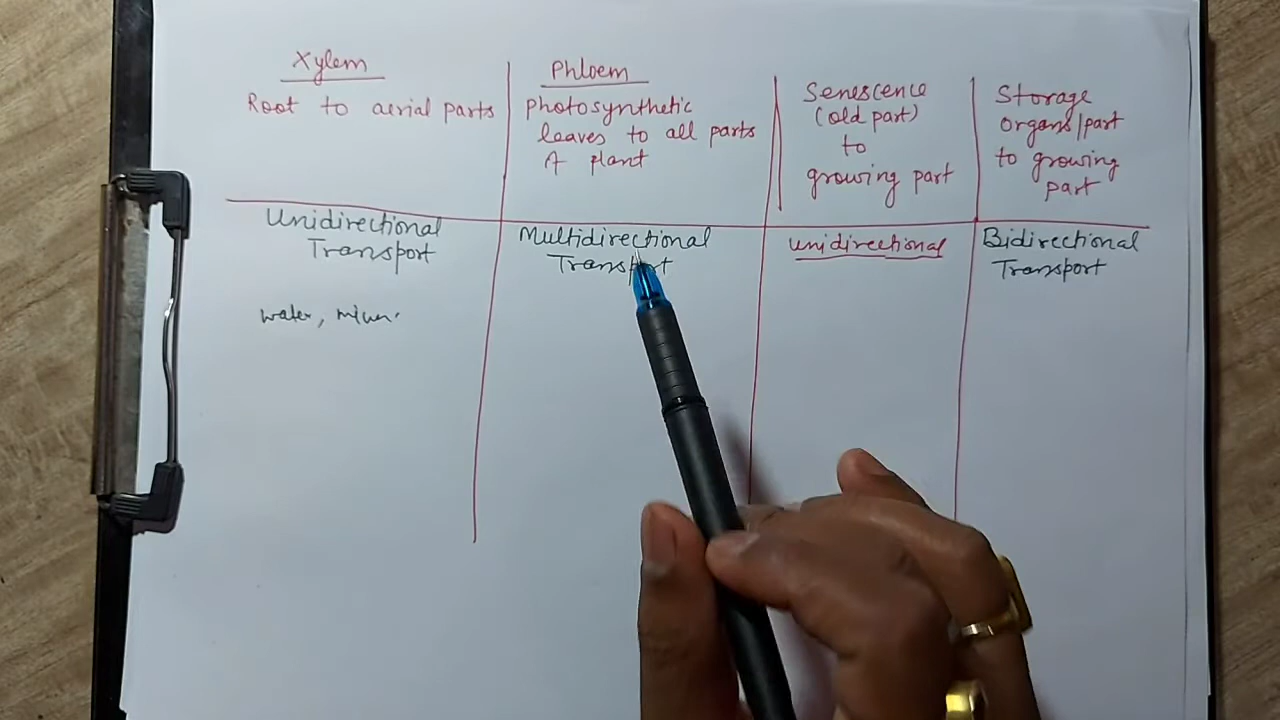 Xylem
Root to aerial parts
Phloem
Photosynthetic
leaves to all parts
of plant
Senescence
(old part)
to
growing part
Storage
organs/part
to growing
part
Unidirectional
Transport
Multidirectional
Transport
Unidirectional
Bidirectional
Transport
water,